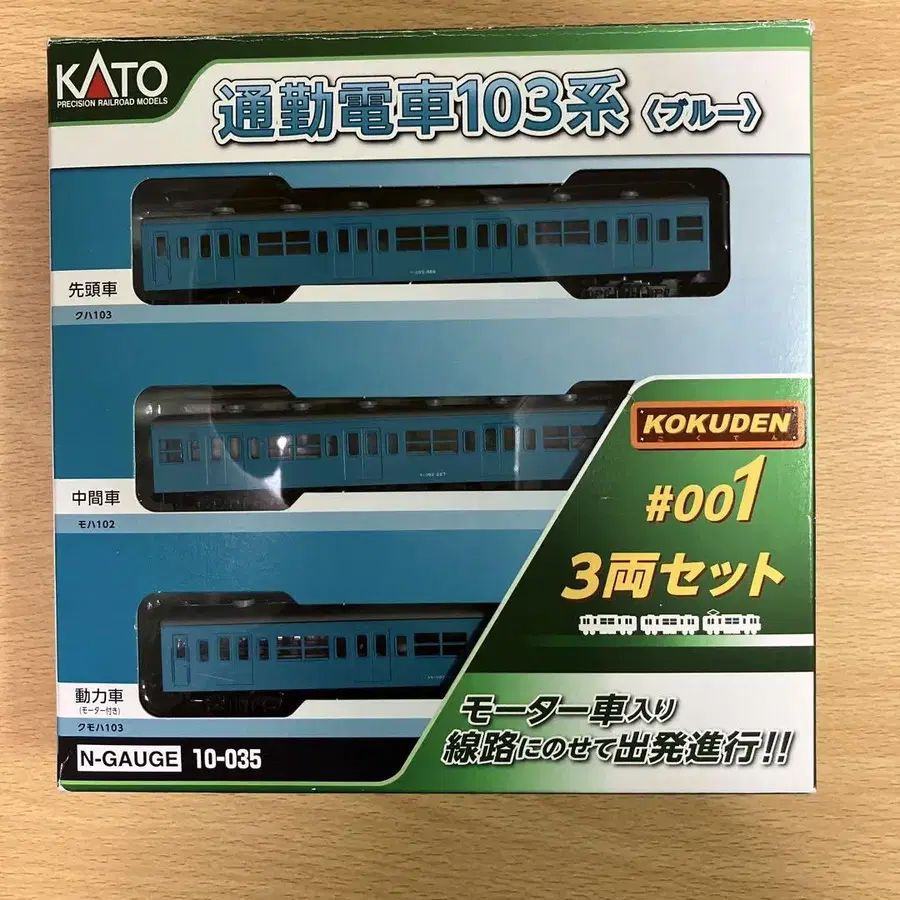 KATO
PRECISION RAILROAD MODELS
通勤電車103系〈ブルー〉
先頭車
クハ103
中間車
モハ102
KOKUDEN
こくでん
#001
3両セット
動力車
(モーター付き)
クモハ103
モーター車入り
線路にのせて出発進行!!
N-GAUGE 10-035